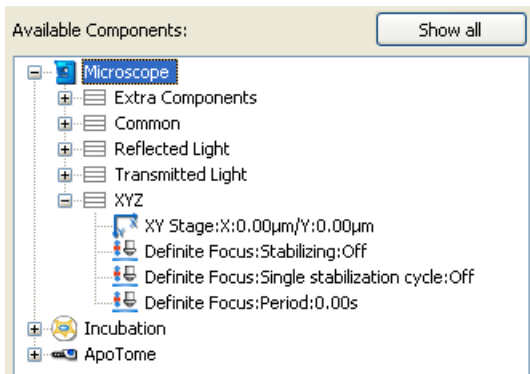 Available Components:
Show all
Microscope
Extra Components
Common
Reflected Light
Transmitted Light
XYZ
XY Stage:X:0.00µm/Y:0.00µm
Definite Focus:Stabilizing:Off
Definite Focus:Single stabilization cycle:Off
Definite Focus:Period:0.00s
Incubation
ApoTome